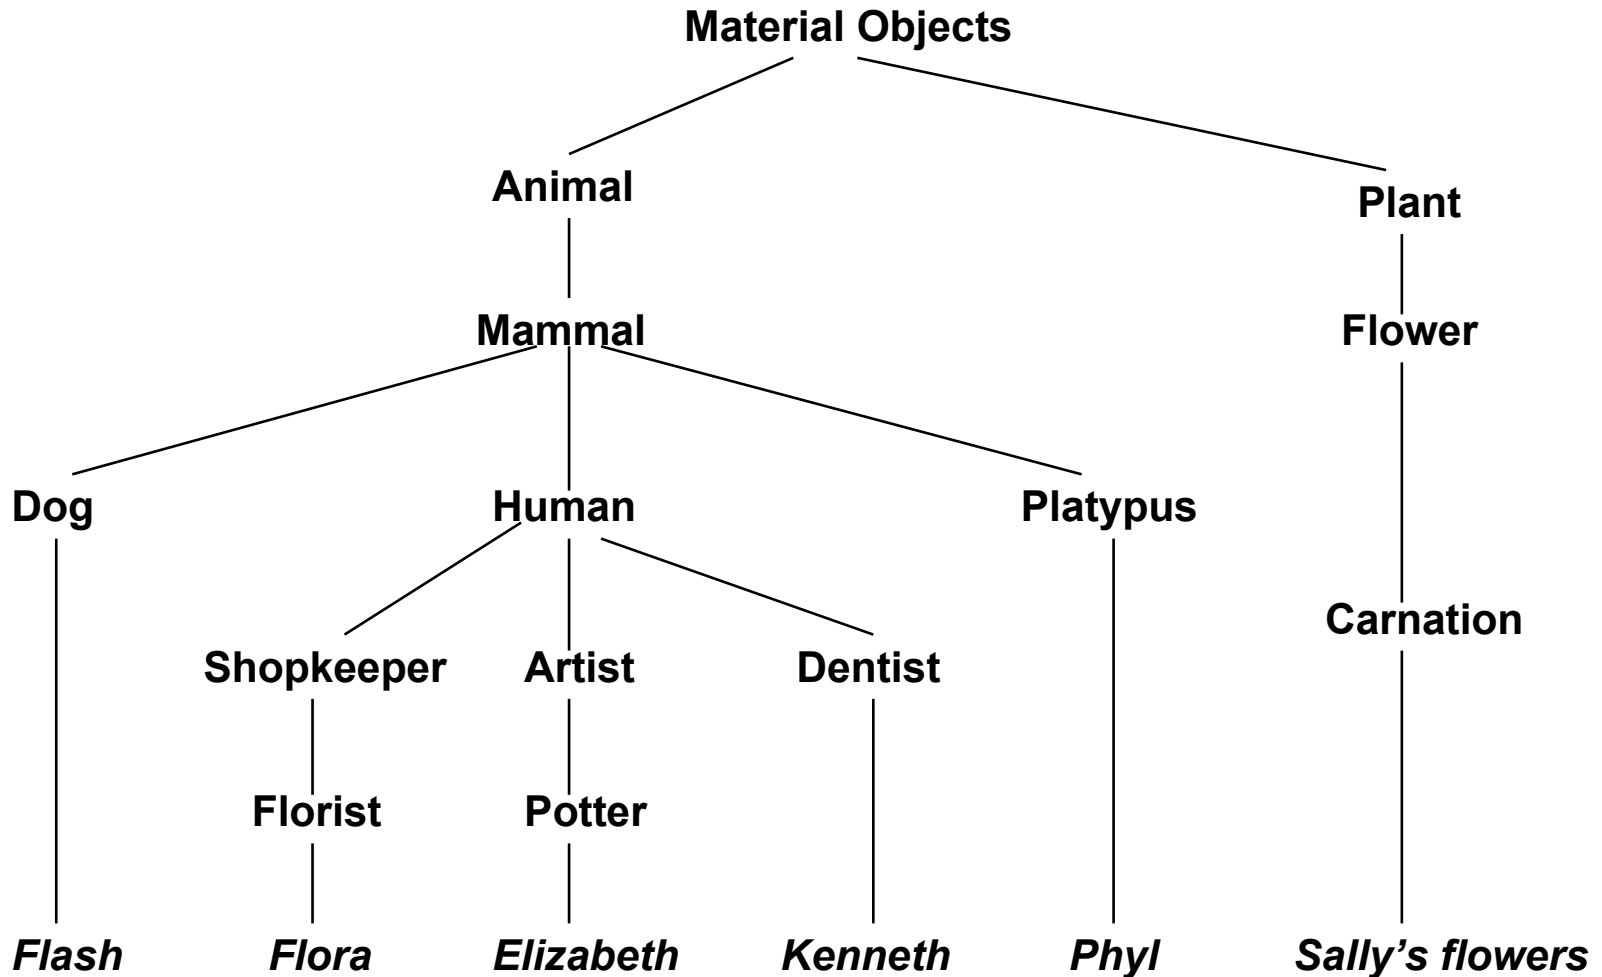 Material Objects
Animal
Plant
Mammal
Flower
Dog
Human
Platypus
Carnation
Shopkeeper
Artist
Dentist
Florist
Potter
Flash
Flora
Elizabeth
Kenneth
Phyl
Sally’s flowers